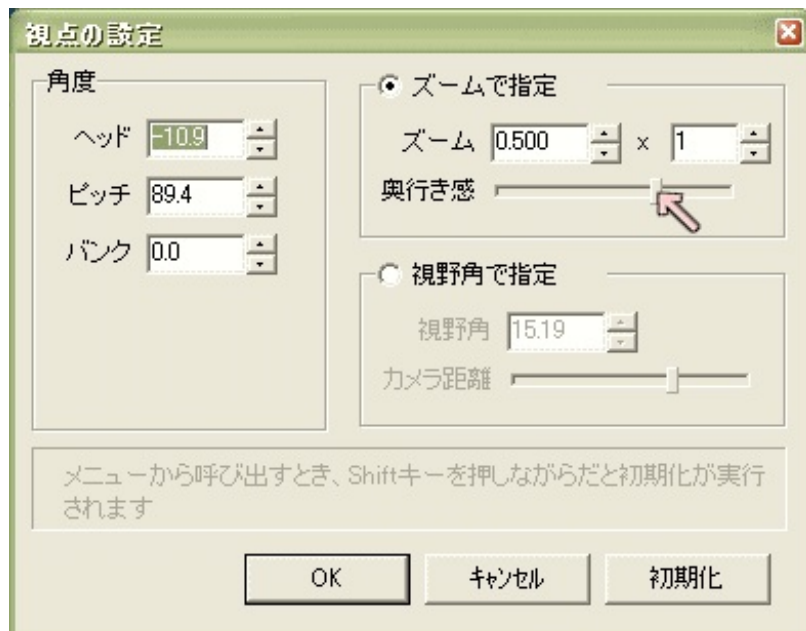 視点の設定
角度
ヘッド -10.9
ピッチ 89.4
バンク 0.0
ズームで指定
ズーム 0.500 x 1
奥行き感
視野角で指定
視野角 15.19
カメラ距離
メニューから呼び出すとき、Shiftキーを押しながらだと初期化が実行
されます
OK キャンセル 初期化